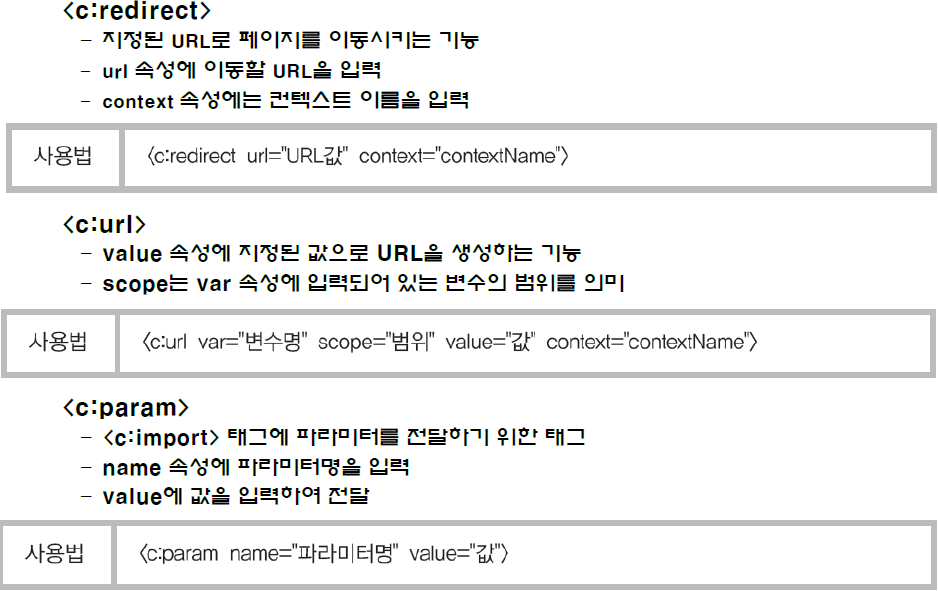 <c:redirect>
– 지정된 URL로 페이지를 이동시키는 기능
– url 속성에 이동할 URL을 입력
– context 속성에는 컨텍스트 이름을 입력
사용법 <c:redirect url="URL값" context="contextName">
<c:url>
– value 속성에 지정된 값으로 URL을 생성하는 기능
– scope는 var 속성에 입력되어 있는 변수의 범위를 의미
사용법 <c:url var="변수명" scope="범위" value="값" context="contextName">
<c:param>
– <c:import> 태그에 파라미터를 전달하기 위한 태그
– name 속성에 파라미터명을 입력
– value에 값을 입력하여 전달
사용법 <c:param name="파라미터명" value="값">